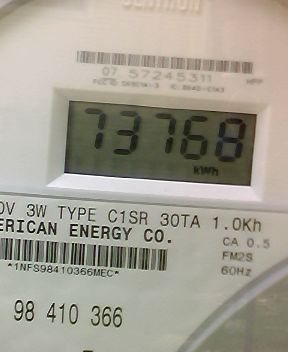 CENTRON
07 57245311
73768
kWh
0V 3W TYPE C1SR 30TA 1.0Kh
ERICAN ENERGY CO.
CA 0.5
*1NFS98410366MEC*
FM2S
60Hz
98 410 366